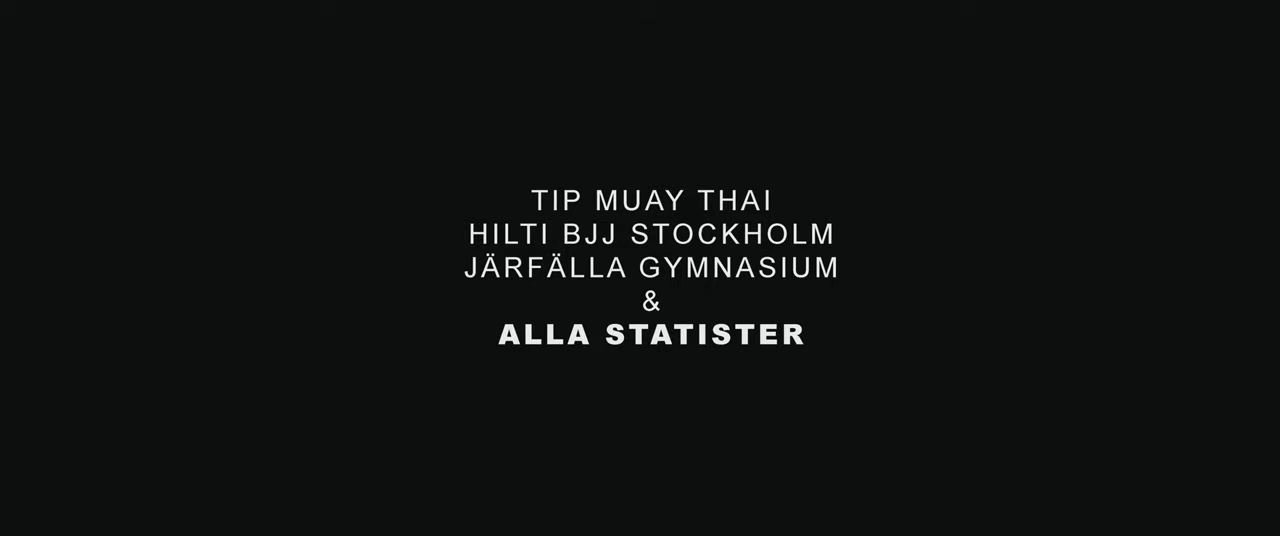 TIP MUAY THAI
HILTI BJJ STOCKHOLM
JÄRFÄLLA GYMNASIUM
&
ALLA STATISTER